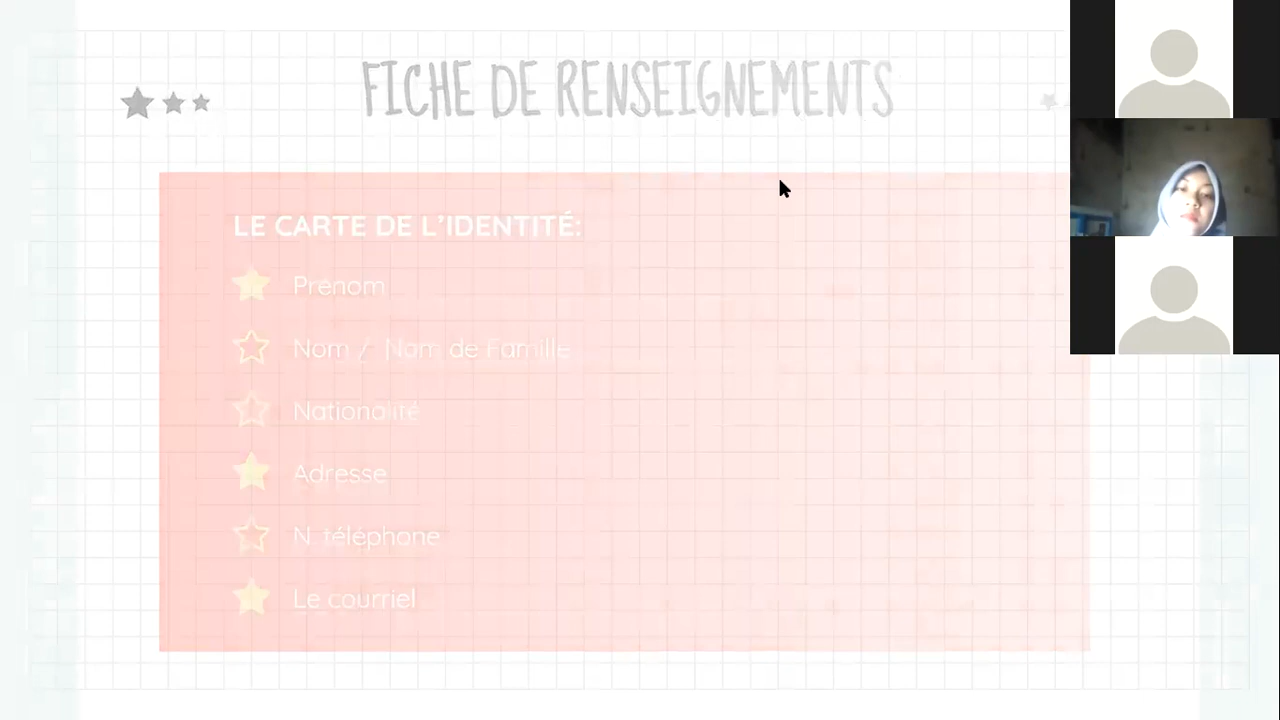 FICHE DE RENSEIGNEMENTS
LE CARTE DE L'IDENTITÉ:
Prenom
Nom / Nom de Famille
Nationalité
Adresse
N. téléphone
Le courriel